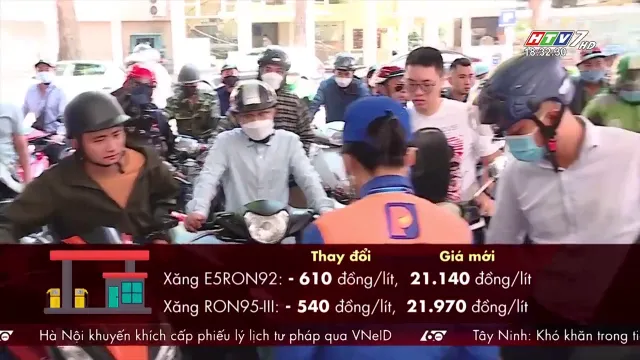 HTV7 HD
18:32:30
Thay đổi Giá mới
Xăng E5RON92: - 610 đồng/lít, 21.140 đồng/lít
Xăng RON95-III: - 540 đồng/lít, 21.970 đồng/lít
Hà Nội khuyến khích cấp phiếu lý lịch tư pháp qua VNeID 60 Tây Ninh: Khó khăn trong ti